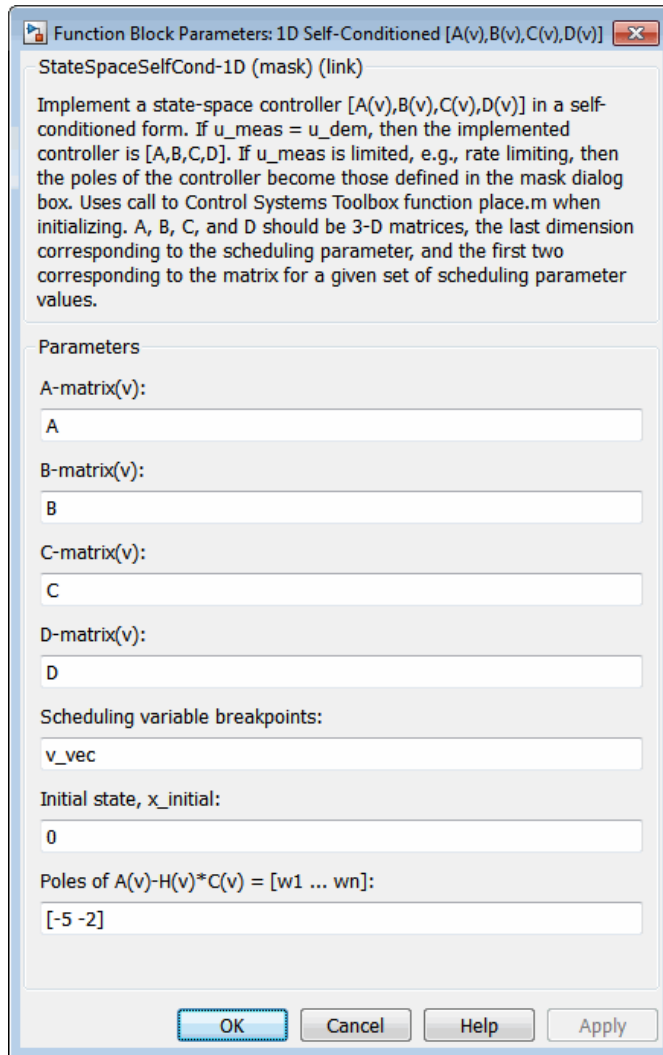 Function Block Parameters: 1D Self-Conditioned [A(v),B(v),C(v),D(v)]
StateSpaceSelfCond-1D (mask) (link)
Implement a state-space controller [A(v),B(v),C(v),D(v)] in a self-
conditioned form. If u_meas = u_dem, then the implemented
controller is [A,B,C,D]. If u_meas is limited, e.g., rate limiting, then
the poles of the controller become those defined in the mask dialog
box. Uses call to Control Systems Toolbox function place.m when
initializing. A, B, C, and D should be 3-D matrices, the last dimension
corresponding to the scheduling parameter, and the first two
corresponding to the matrix for a given set of scheduling parameter
values.
Parameters
A-matrix(v):
A
B-matrix(v):
B
C-matrix(v):
C
D-matrix(v):
D
Scheduling variable breakpoints:
v_vec
Initial state, x_initial:
0
Poles of A(v)-H(v)*C(v) = [w1 ... wn]:
[-5 -2]
OK Cancel Help Apply